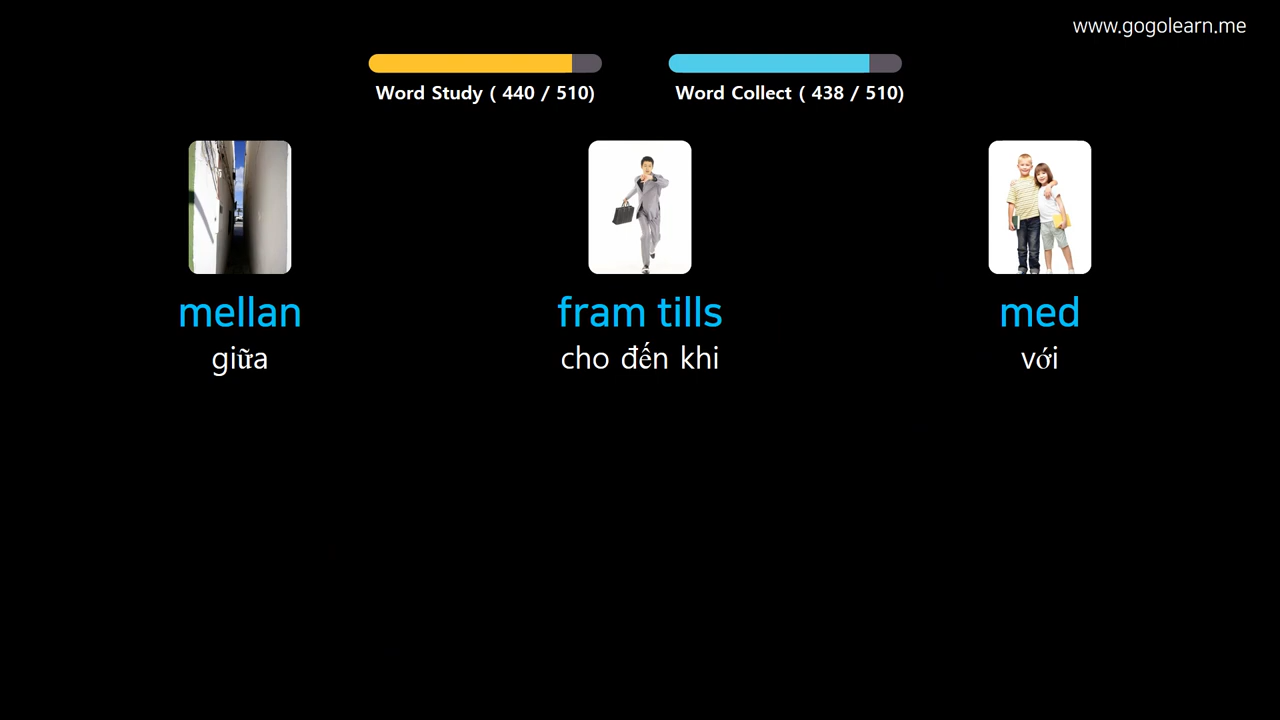 www.gogolearn.me
Word Study ( 440 / 510)
Word Collect ( 438 / 510)
mellan
fram tills
med
giữa
cho đến khi
với